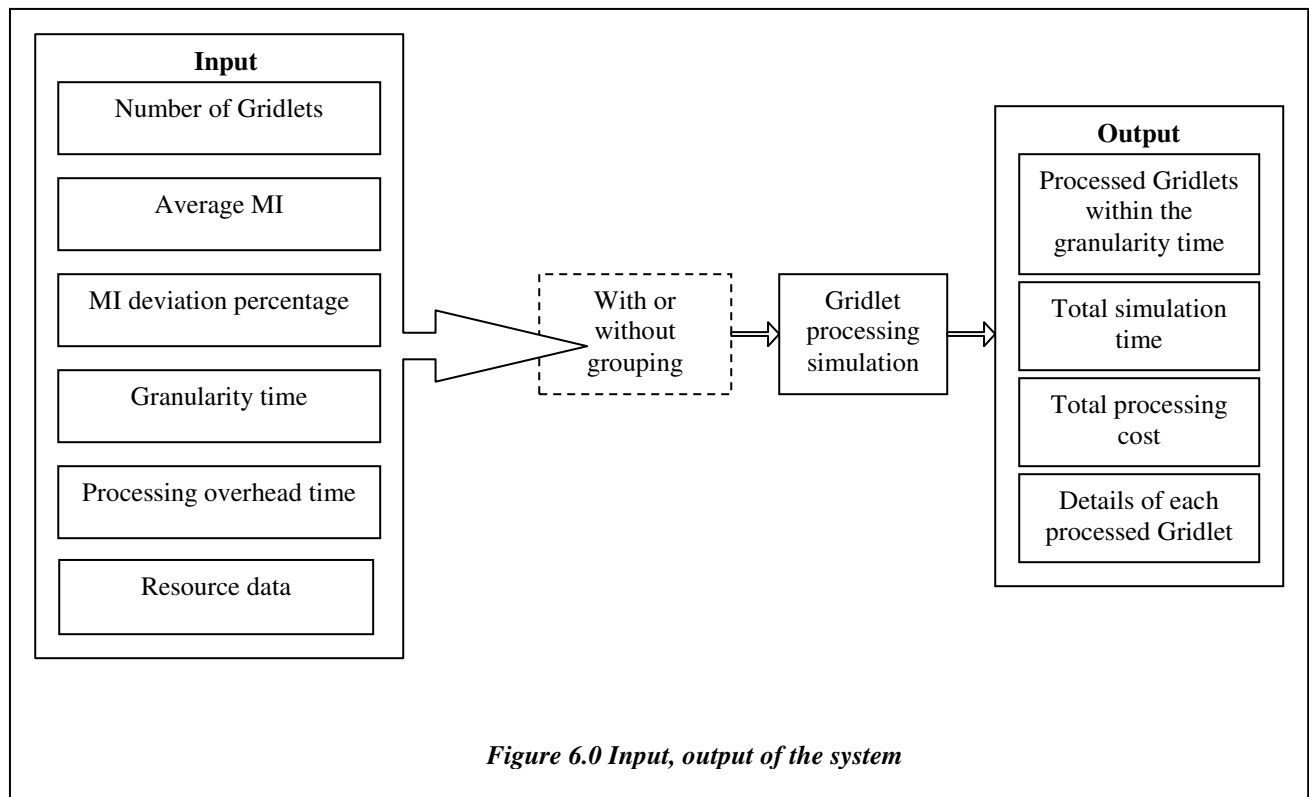 Input
Number of Gridlets
Average MI
MI deviation percentage
Granularity time
Processing overhead time
Resource data
With or
without
grouping
Gridlet
processing
simulation
Output
Processed Gridlets
within the
granularity time
Total simulation
time
Total processing
cost
Details of each
processed Gridlet
Figure 6.0 Input, output of the system